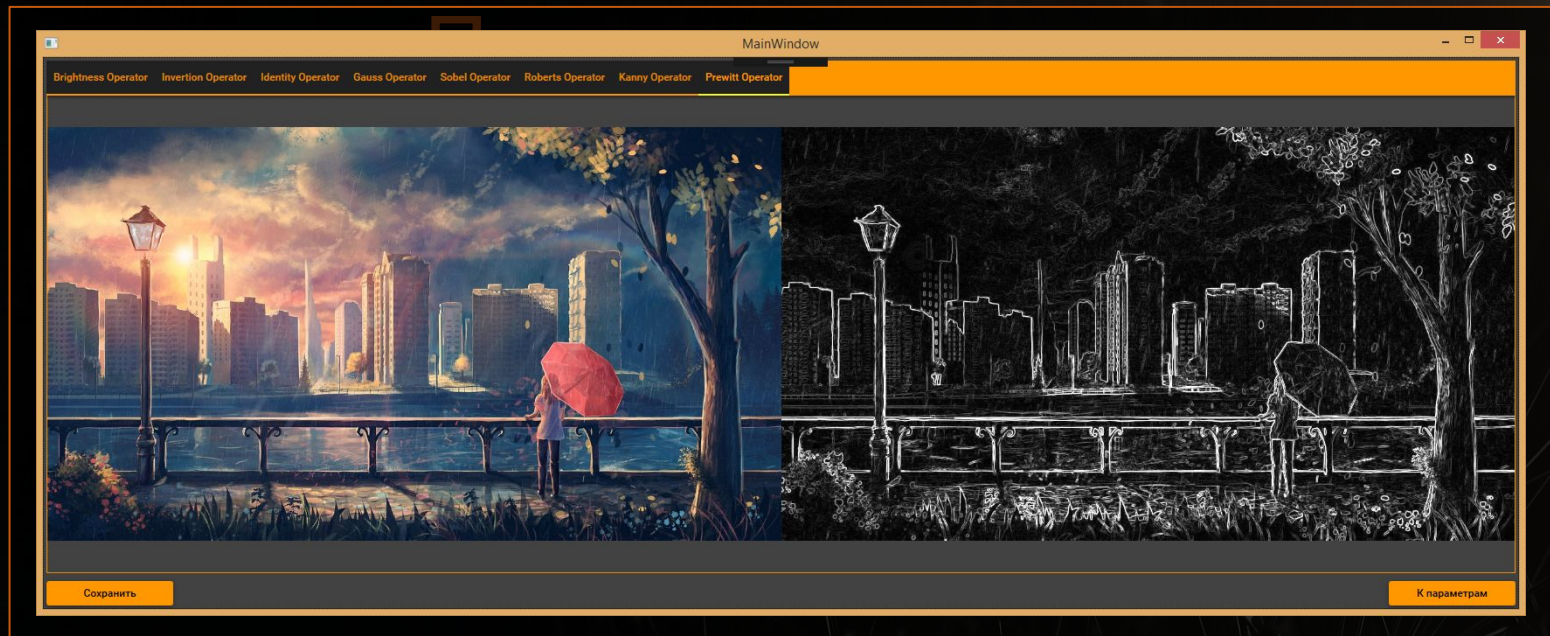 MainWindow
Brightness Operator Invertion Operator Identity Operator Gauss Operator Sobel Operator Roberts Operator Kanny Operator Prewitt Operator
Сохранить К параметрам